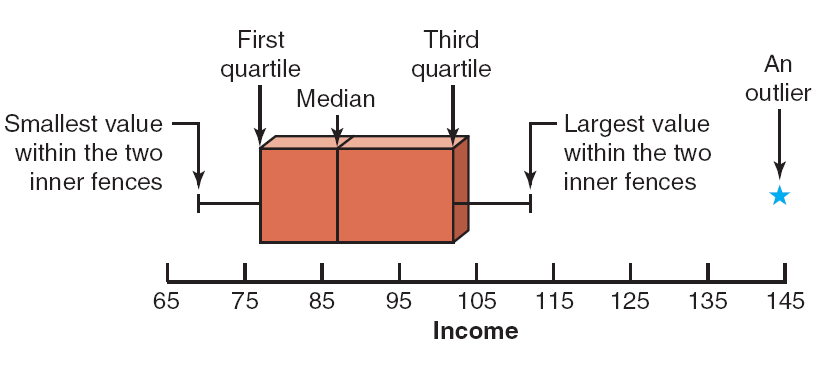 First
quartile
Third
quartile
An
outlier
Median
Smallest value
within the two
inner fences
Largest value
within the two
inner fences
65 75 85 95 105 115 125 135 145
Income